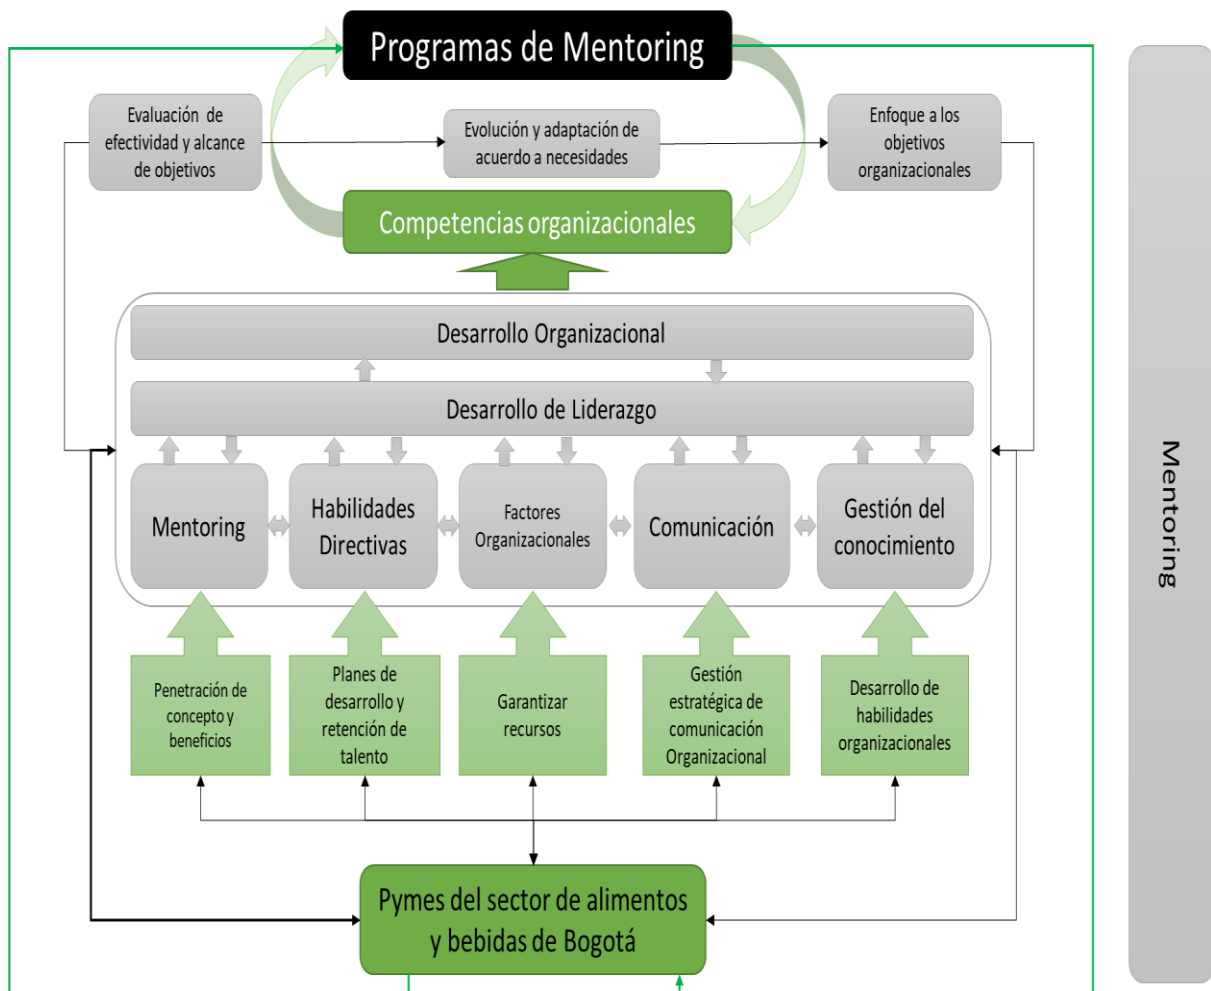 Programas de Mentoring
Evaluación de
efectividad y alcance
de objetivos
Evolución y adaptación de
acuerdo a necesidades
Enfoque a los
objetivos
organizacionales
Competencias organizacionales
Desarrollo Organizacional
Desarrollo de Liderazgo
Mentoring
Habilidades
Directivas
Factores
Organizacionales
Comunicación
Gestión del
conocimiento
Penetración de
concepto y
beneficios
Planes de
desarrollo y
retención de
talento
Garantizar
recursos
Gestión
estratégica de
comunicación
Organizacional
Desarrollo de
habilidades
organizacionales
Pymes del sector de alimentos
y bebidas de Bogotá
Mentoring